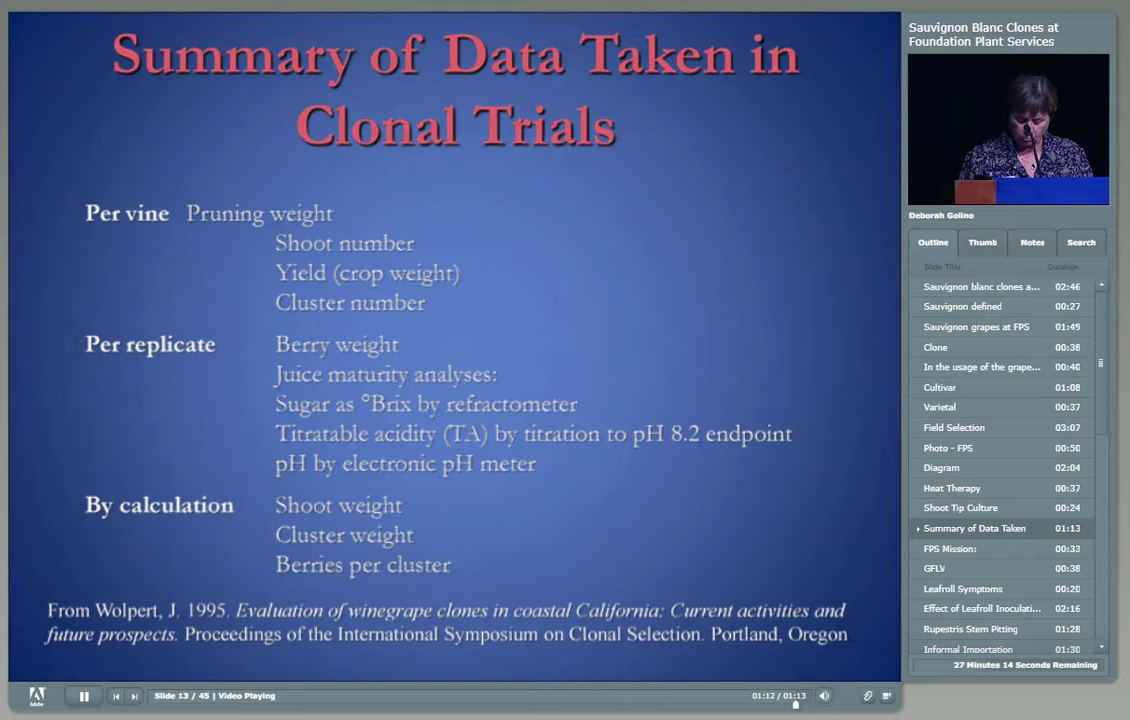 Summary of Data Taken in
Clonal Trials
Per vine Pruning weight
Shoot number
Yield (crop weight)
Cluster number
Per replicate Berry weight
Juice maturity analyses:
Sugar as °Brix by refractometer
Titratable acidity (TA) by titration to pH 8.2 endpoint
pH by electronic pH meter
By calculation Shoot weight
Cluster weight
Berries per cluster
From Wolpert, J. 1995. Evaluation of winegrape clones in coastal California: Current activities and
future prospects. Proceedings of the International Symposium on Clonal Selection. Portland, Oregon
Adobe
Slide 13 / 45 | Video Playing
01:12 / 01:13
Sauvignon Blanc Clones at
Foundation Plant Services
Deborah Golino
Outline Thumb Notes Search
Slide Title Duration
Sauvignon blanc clones a... 02:46
Sauvignon defined 00:27
Sauvignon grapes at FPS 01:49
Clone 00:38
In the usage of the grape... 00:40
Cultivar 01:08
Varietal 00:37
Field Selection 03:07
Photo - FPS 00:50
Diagram 02:04
Heat Therapy 00:37
Shoot Tip Culture 00:24
Summary of Data Taken 01:13
FPS Mission: 00:33
GFLV 00:38
Leafroll Symptoms 00:20
Effect of Leafroll Inoculati... 02:16
Rupestris Stem Pitting 01:28
Informal Importation 01:30
27 Minutes 14 Seconds Remaining